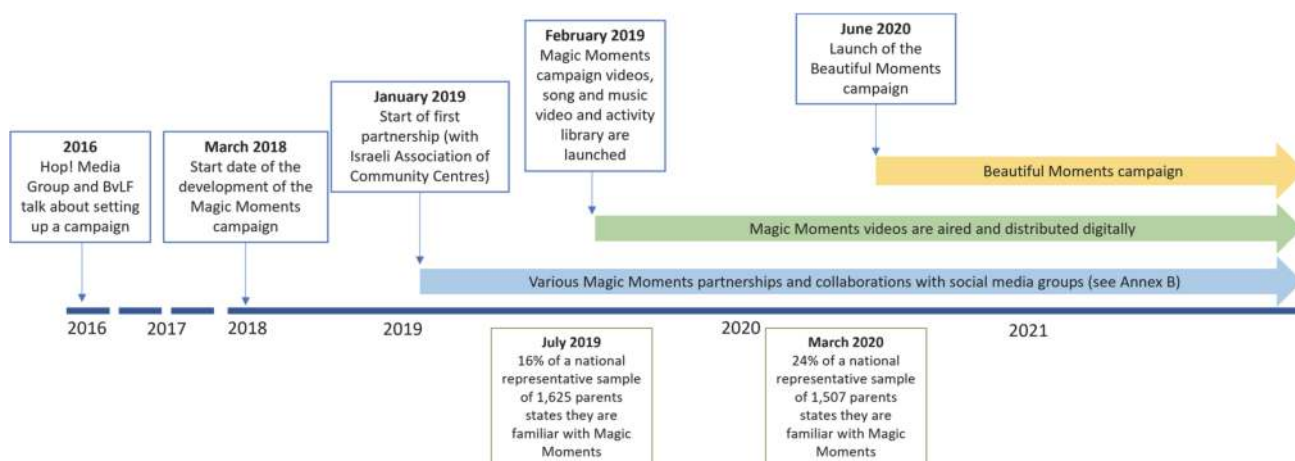 2016
Hop! Media
Group and BvLF
talk about setting
up a campaign
March 2018
Start date of the
development of the
Magic Moments
campaign
January 2019
Start of first
partnership (with
Israeli Association of
Community Centres)
February 2019
Magic Moments
campaign videos,
song and music
video and activity
library are
launched
June 2020
Launch of the
Beautiful Moments
campaign
Beautiful Moments campaign
Magic Moments videos are aired and distributed digitally
Various Magic Moments partnerships and collaborations with social media groups (see Annex B)
2016 2017 2018 2019 2020 2021
July 2019
16% of a national
representative sample
of 1,625 parents
states they are
familiar with Magic
Moments
March 2020
24% of a national
representative sample
of 1,507 parents
states they are
familiar with Magic
Moments